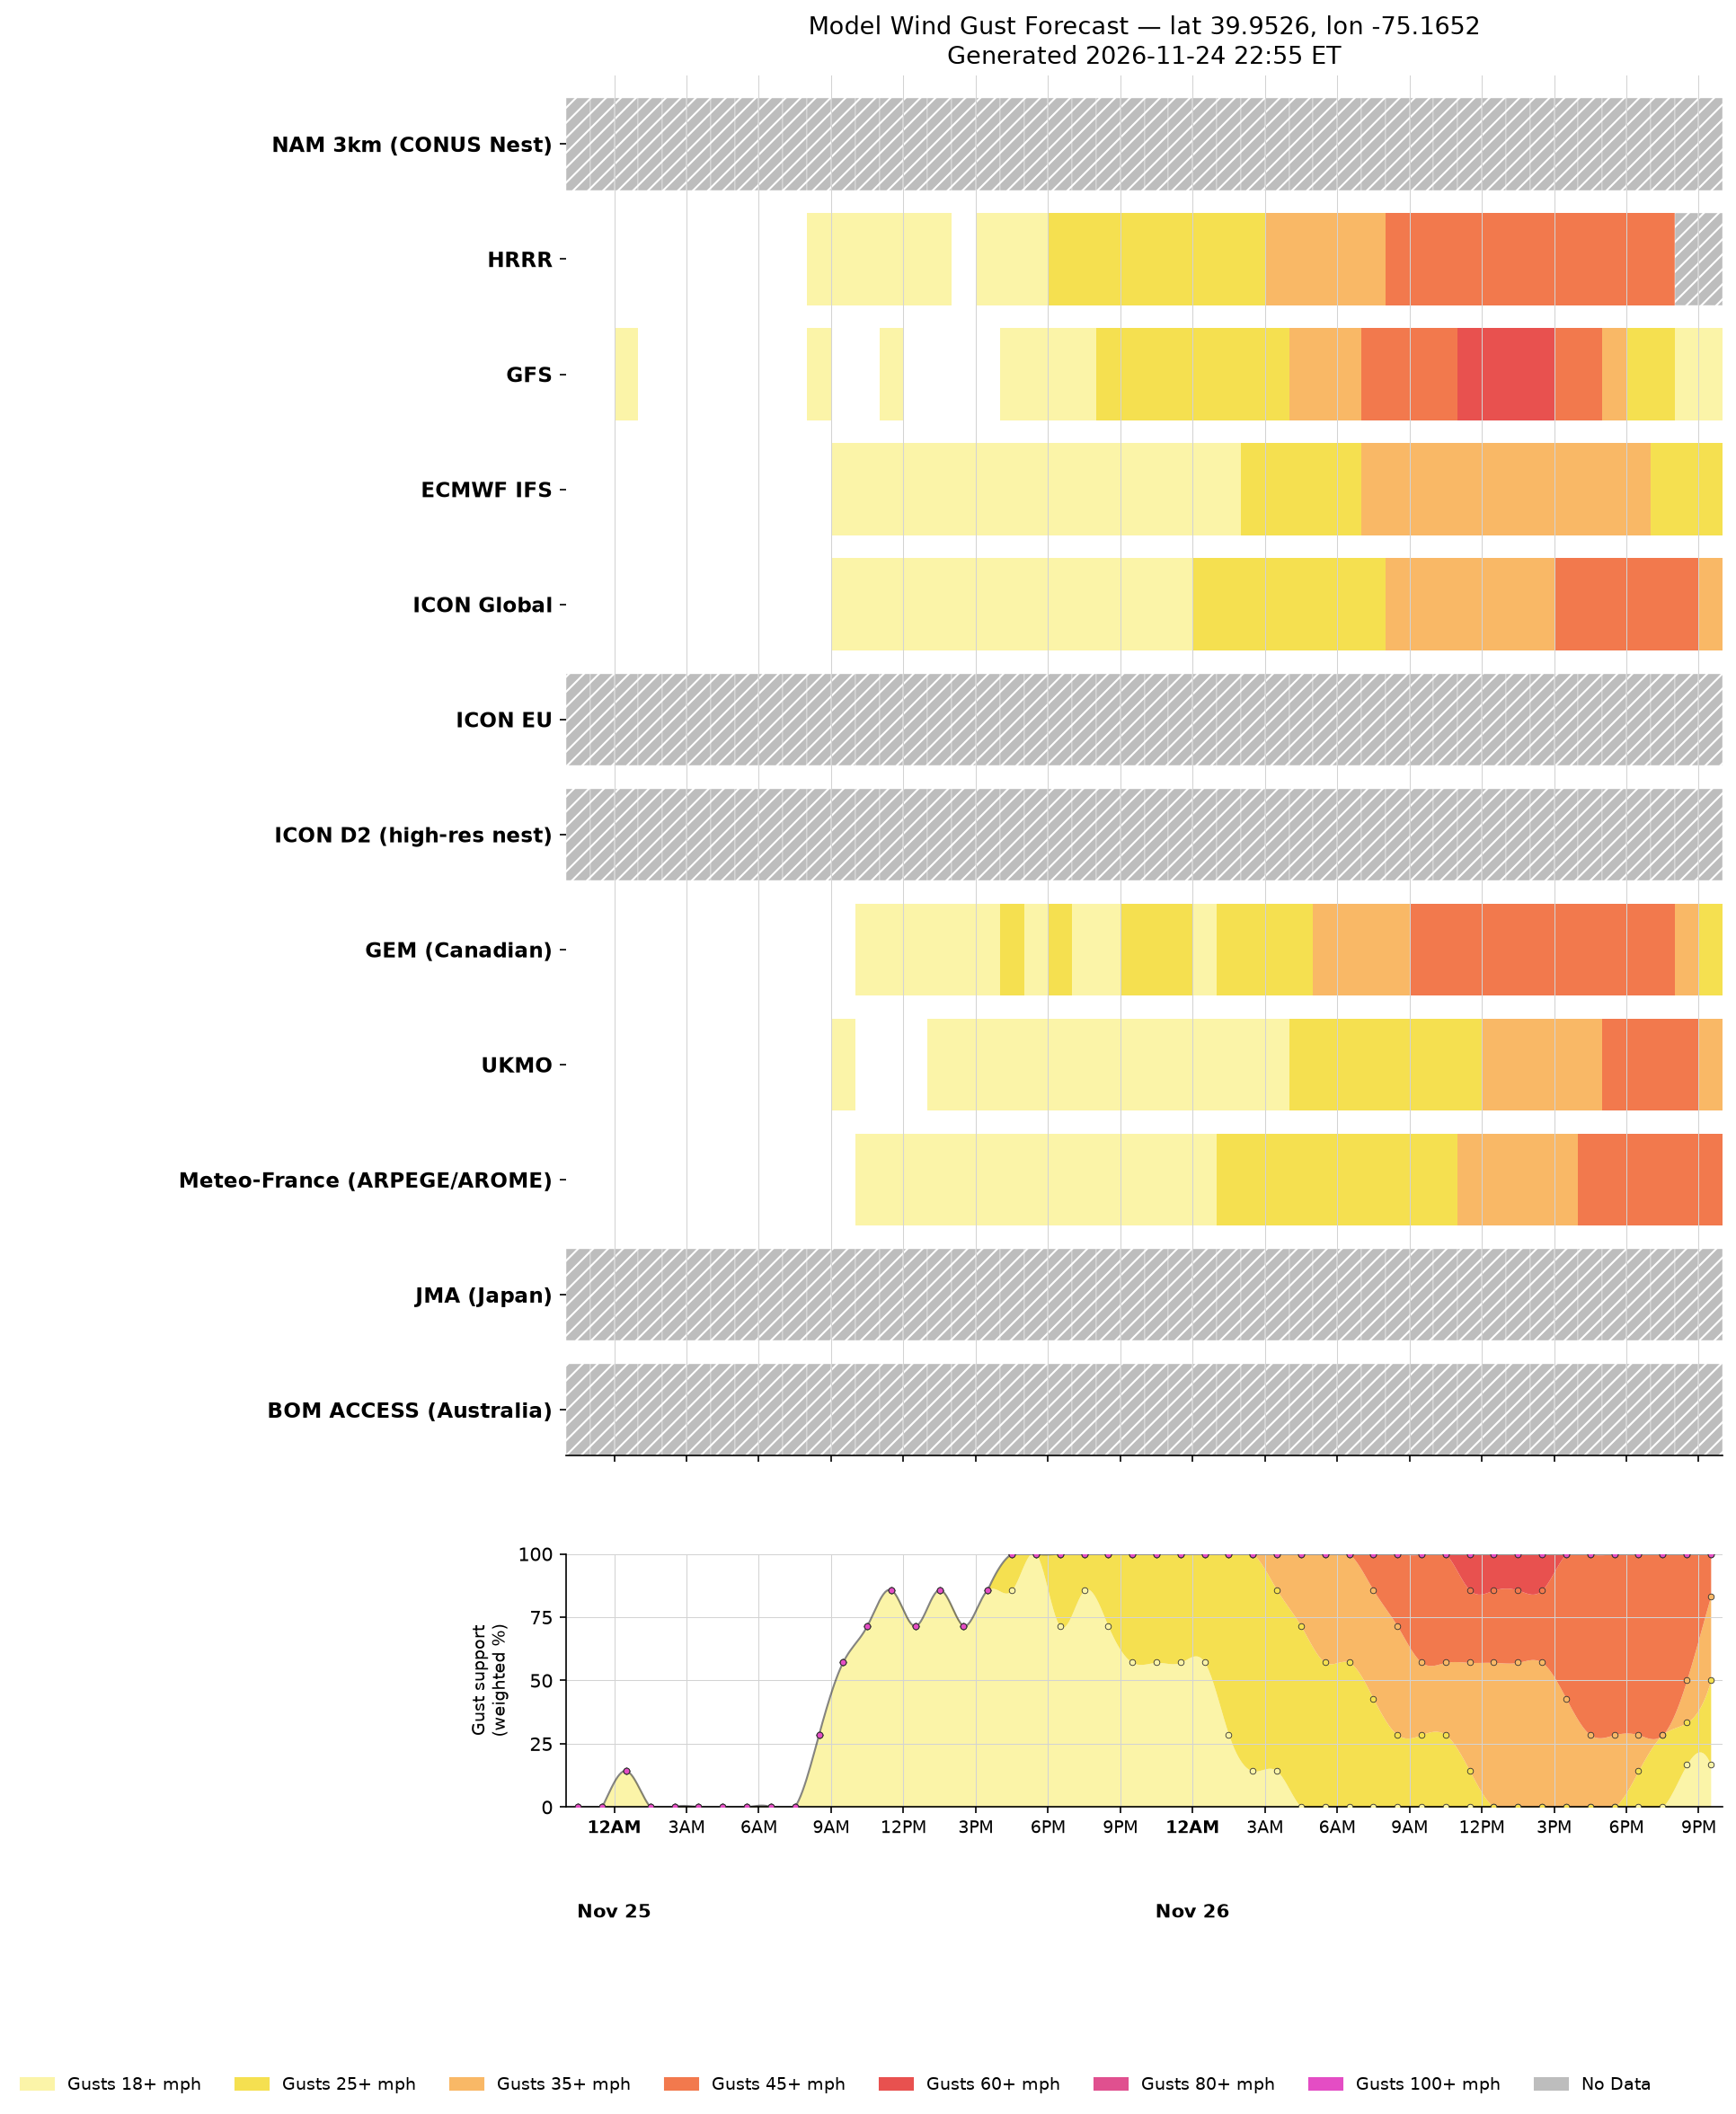 Model Wind Gust Forecast — lat 39.9526, lon -75.1652
Generated 2026-11-24 22:55 ET
NAM 3km (CONUS Nest)
HRRR
GFS
ECMWF IFS
ICON Global
ICON EU
ICON D2 (high-res nest)
GEM (Canadian)
UKMO
Meteo-France (ARPEGE/AROME)
JMA (Japan)
BOM ACCESS (Australia)
Gust support
(weighted %)
100
75
50
25
0
12AM 3AM 6AM 9AM 12PM 3PM 6PM 9PM 12AM 3AM 6AM 9AM 12PM 3PM 6PM 9PM
Nov 25 Nov 26
Gusts 18+ mph Gusts 25+ mph Gusts 35+ mph Gusts 45+ mph Gusts 60+ mph Gusts 80+ mph Gusts 100+ mph No Data